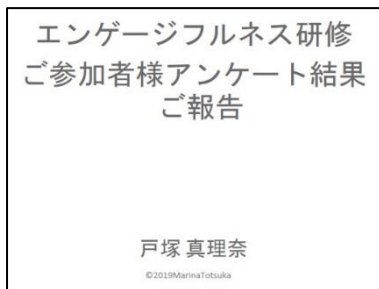 エンゲージフルネス研修
ご参加者様アンケート結果
ご報告
戸塚 真理奈
©2019MarinaTotsuka